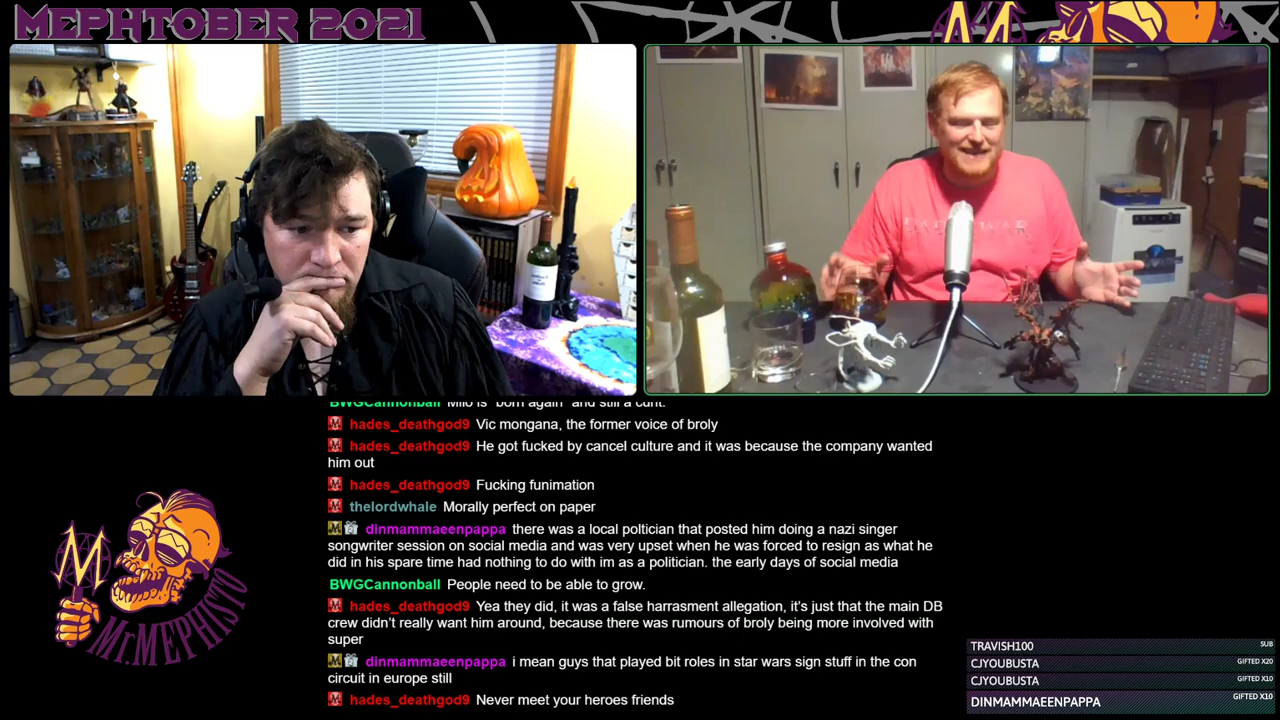 MEPHTOBER 2021
DAWN OF WAR
BWGCannonball Milo is "born again" and still a cunt.
hades_deathgod9 Vic mongana, the former voice of broly
hades_deathgod9 He got fucked by cancel culture and it was because the company wanted
him out
hades_deathgod9 Fucking funimation
thelordwhale Morally perfect on paper
dinmammaeenpappa there was a local poltician that posted him doing a nazi singer
songwriter session on social media and was very upset when he was forced to resign as what he
did in his spare time had nothing to do with im as a politician. the early days of social media
BWGCannonball People need to be able to grow.
hades_deathgod9 Yea they did, it was a false harrasment allegation, it's just that the main DB
crew didn't really want him around, because there was rumours of broly being more involved with
super
dinmammaeenpappa i mean guys that played bit roles in star wars sign stuff in the con
circuit in europe still
hades_deathgod9 Never meet your heroes friends
M
Mr.MEPHISTO
TRAVISH100 SUB
CJYOUBUSTA GIFTED X20
CJYOUBUSTA GIFTED X10
DINMAMMAEENPAPPA GIFTED X10